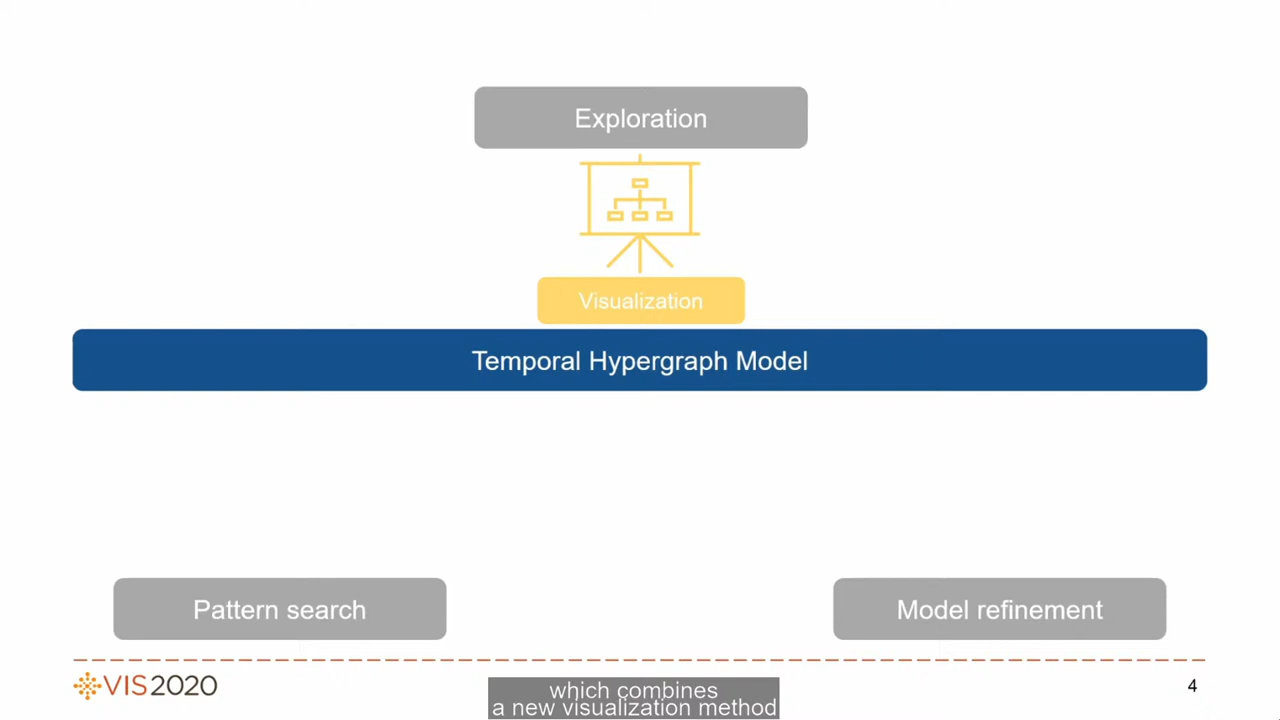 Exploration
Visualization
Temporal Hypergraph Model
Pattern search
Model refinement
VIS2020
4
which combines
a new visualization method